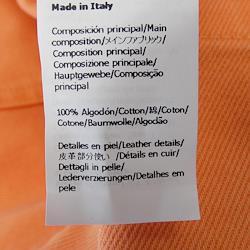 Made in Italy
Composición principal/Main
composition/メインファブリック/
Composition principal/
Composizione principale/
Hauptgewebe/Composição
principal
100% Algodón/Cotton/綿/Coton/
Cotone/Baumwolle/Algodão
Detalles en piel/Leather details/
皮革部分使い /Détails en cuir/
Dettagli in pelle/
Lederverzierungen/Detalhes em
pele